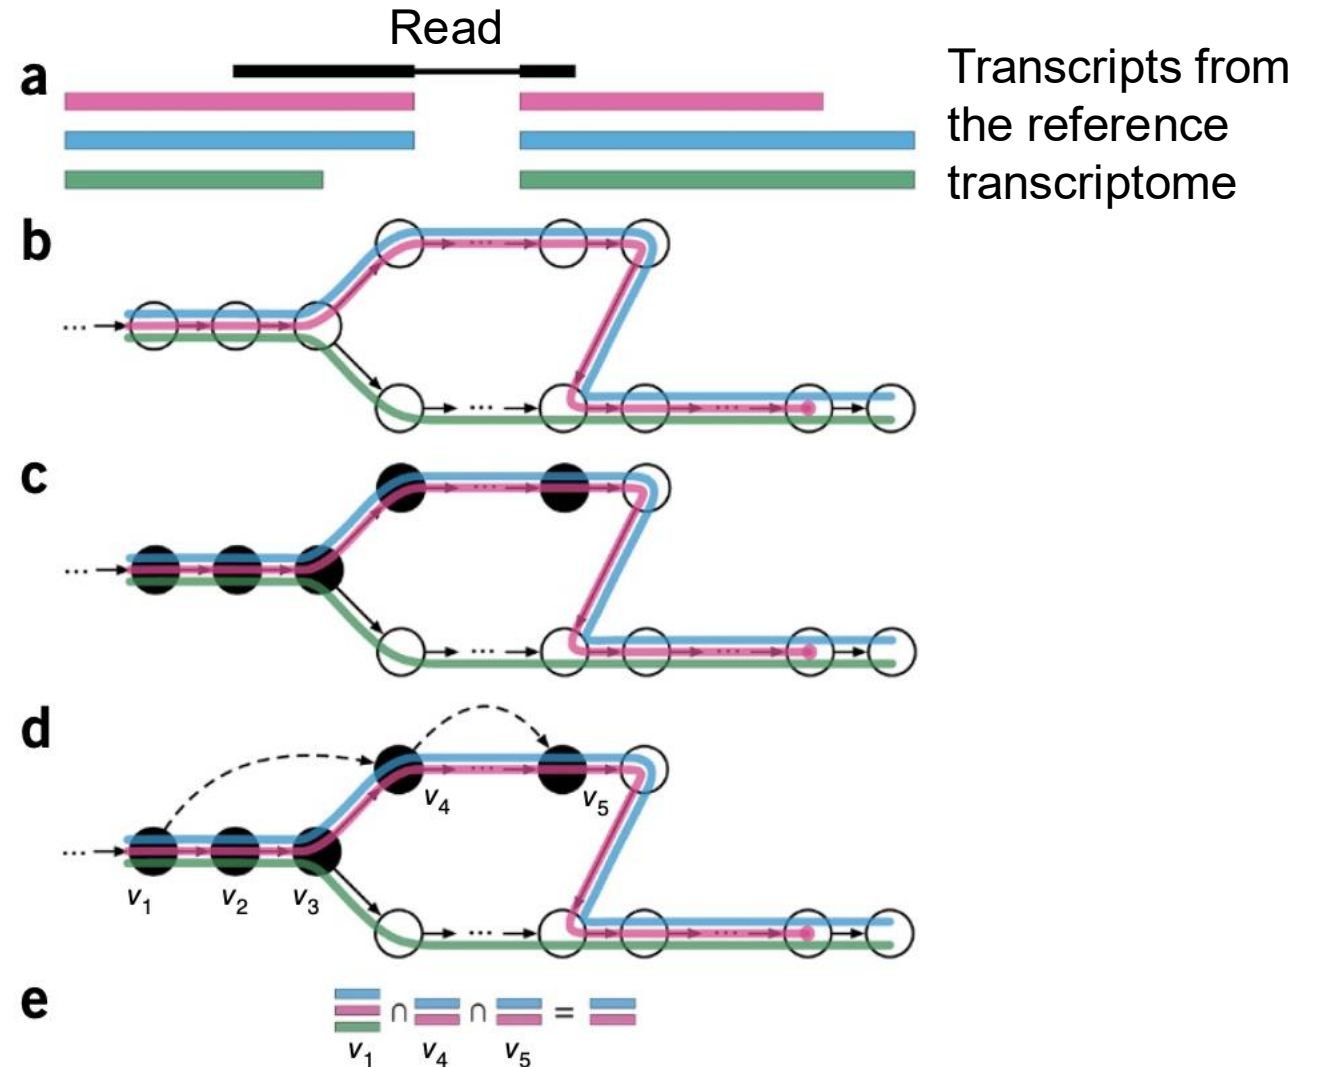 Read
a
Transcripts from
the reference
transcriptome
b
...
...
...
...
c
...
...
...
...
d
...
v4
v5
...
v1
v2
v3
...
...
e
∩ ∩ =
v1 v4 v5